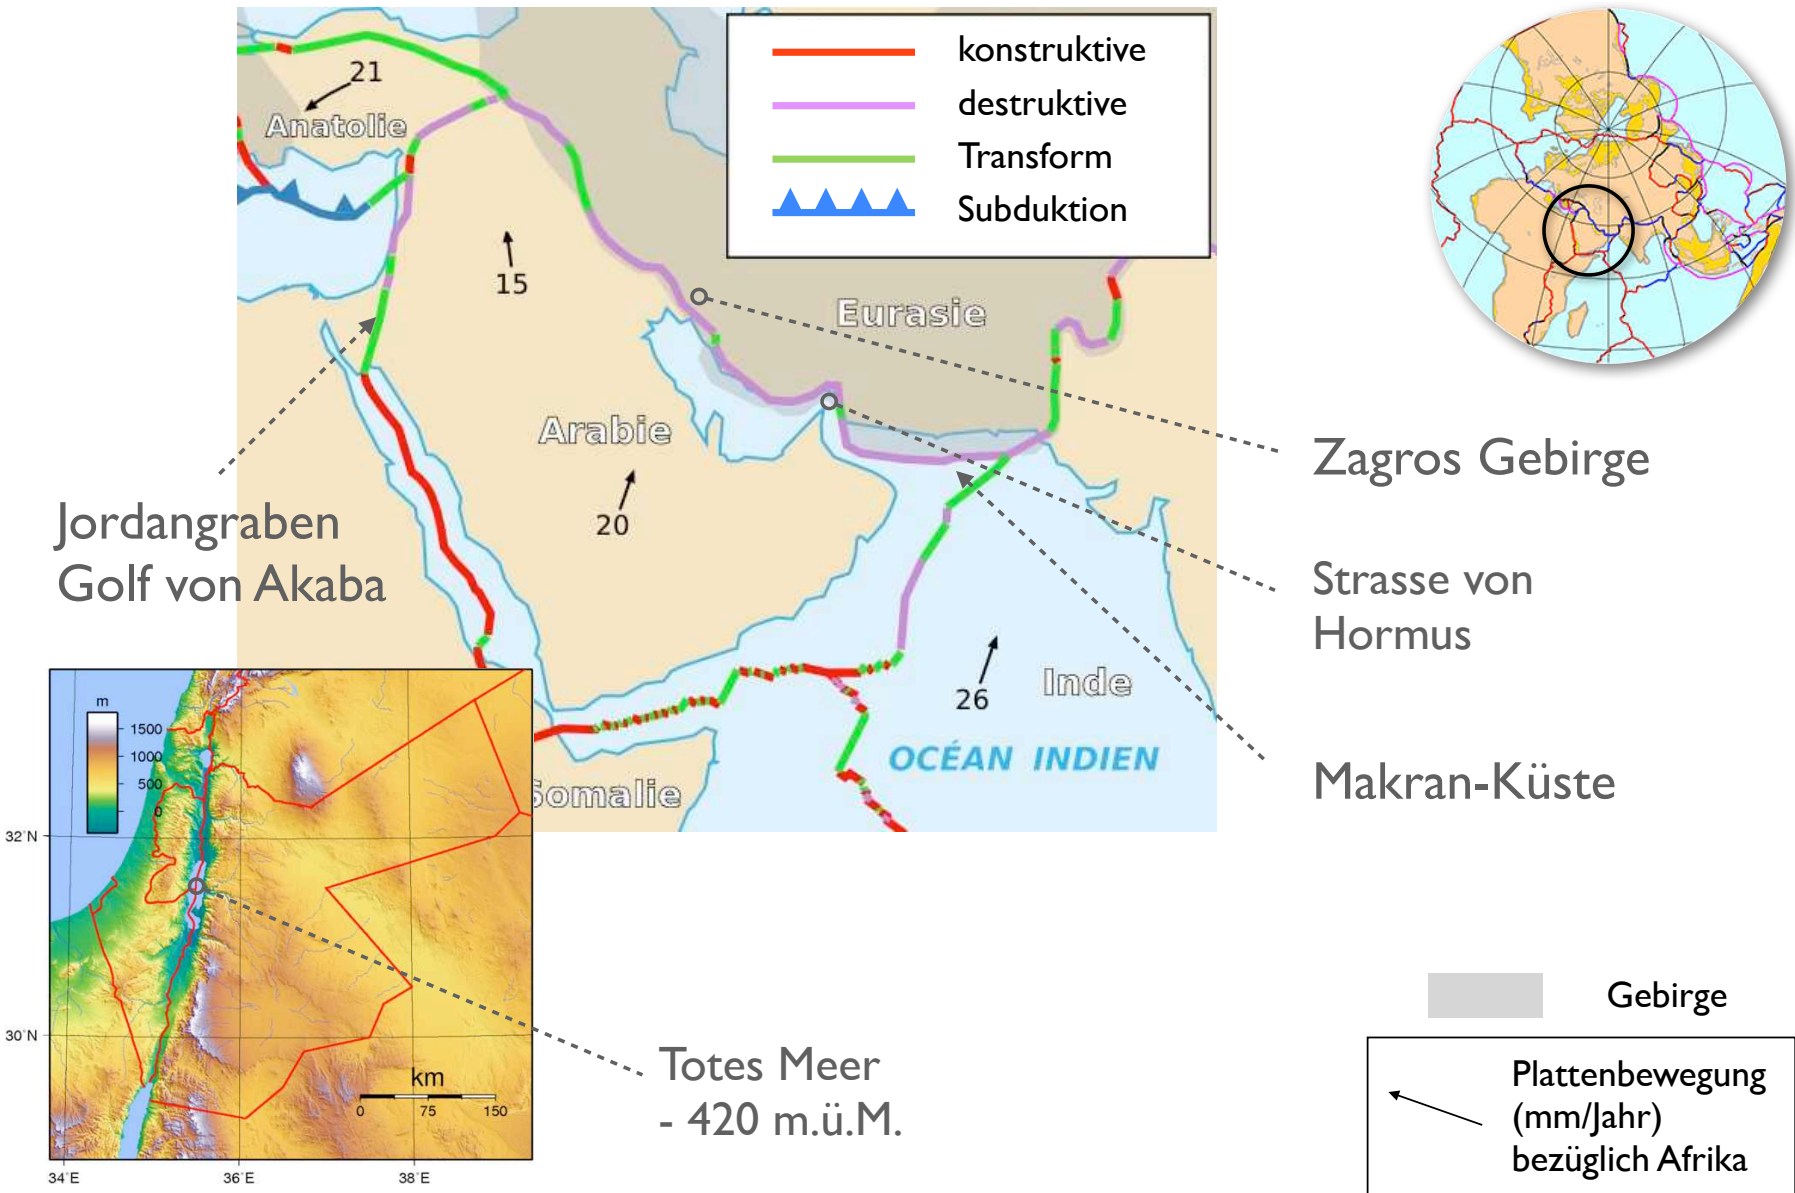 konstruktive
destruktive
Transform
Subduktion
21
Anatolie
15
Eurasie
Arabie
20
Zagros Gebirge
Jordangraben
Golf von Akaba
Strasse von
Hormus
26
Inde
OCÉAN INDIEN
Makran-Küste
Somalie
m
1500
1000
500
0
32°N
30°N
km
0 75 150
34°E 36°E 38°E
Totes Meer
- 420 m.ü.M.
Gebirge
Plattenbewegung
(mm/Jahr)
bezüglich Afrika